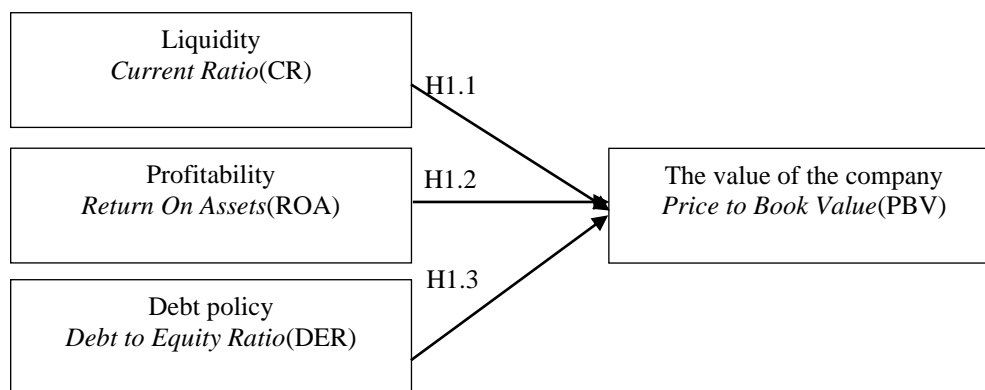 Liquidity
Current Ratio(CR)
H1.1
Profitability
Return On Assets(ROA)
H1.2
The value of the company
Price to Book Value(PBV)
Debt policy
Debt to Equity Ratio(DER)
H1.3